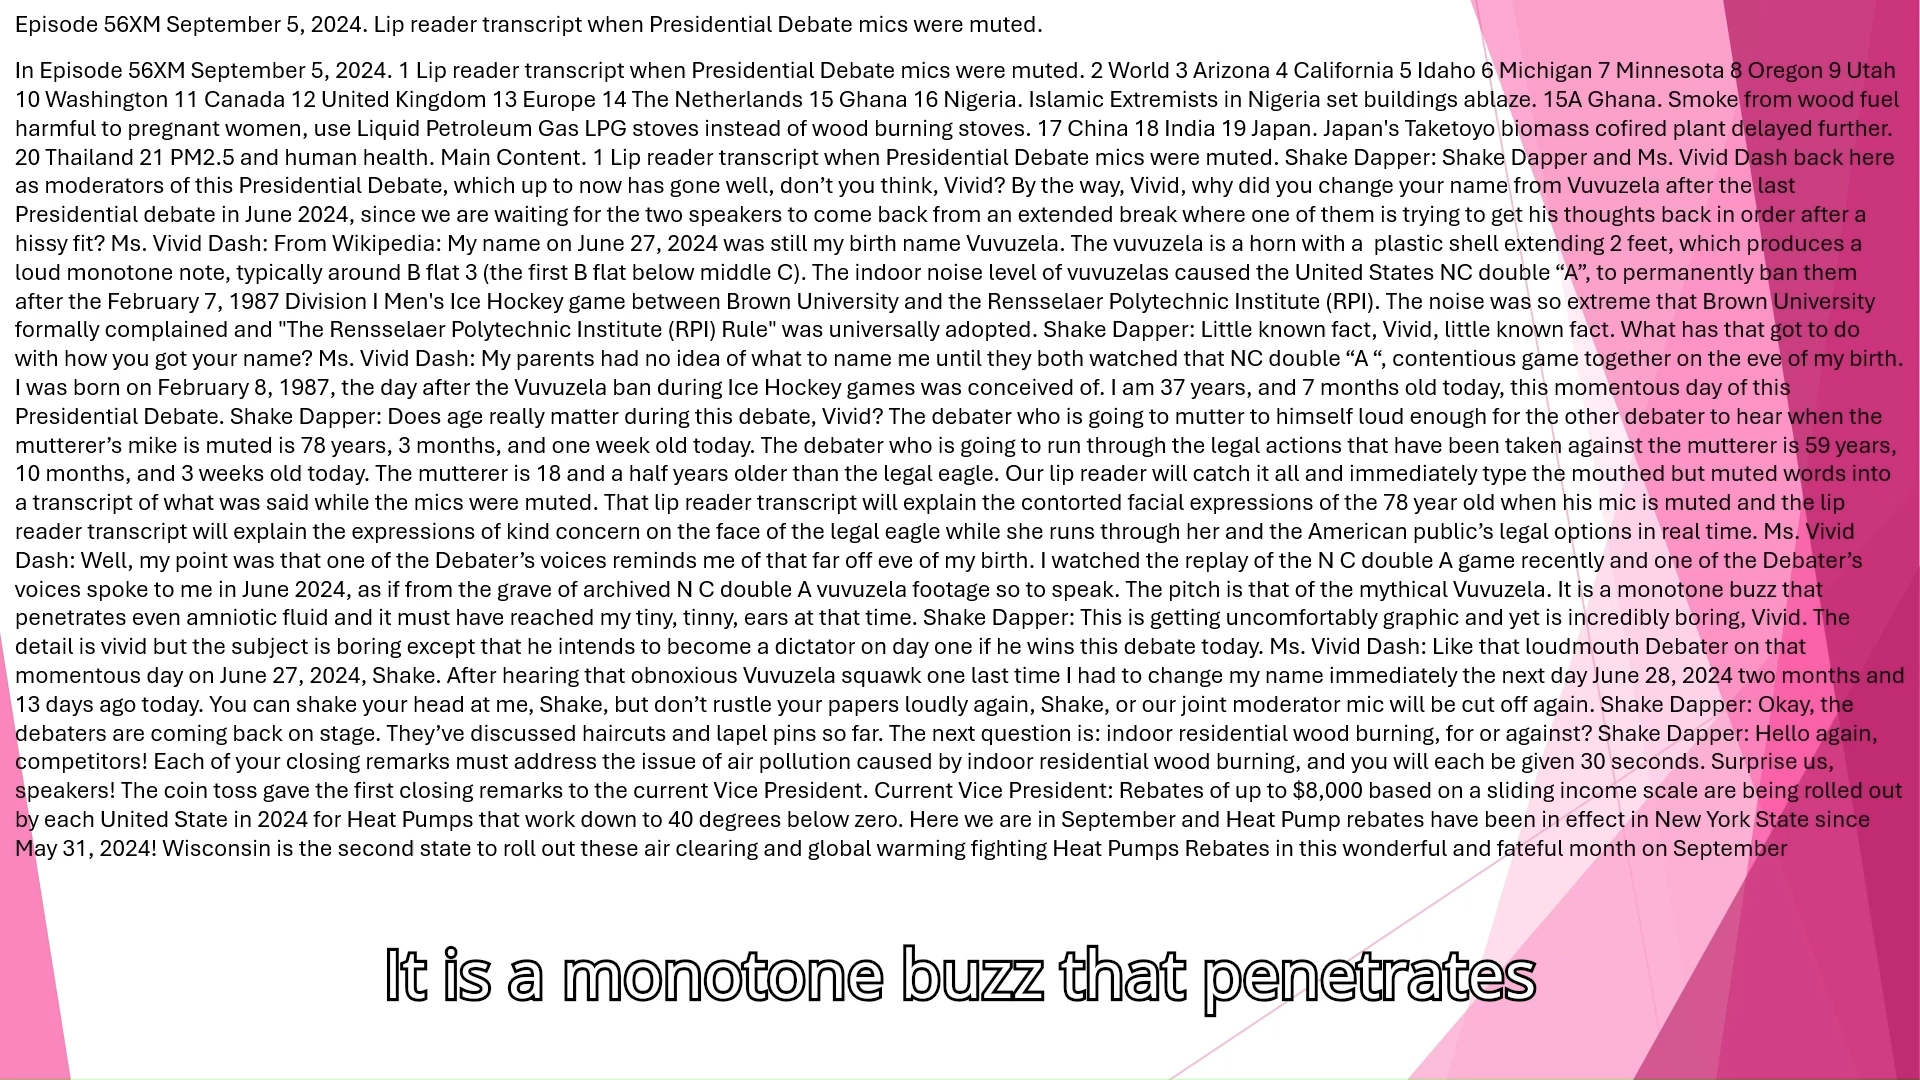 Episode 56XM September 5, 2024. Lip reader transcript when Presidential Debate mics were muted.
In Episode 56XM September 5, 2024. 1 Lip reader transcript when Presidential Debate mics were muted. 2 World 3 Arizona 4 California 5 Idaho 6 Michigan 7 Minnesota 8 Oregon 9 Utah
10 Washington 11 Canada 12 United Kingdom 13 Europe 14 The Netherlands 15 Ghana 16 Nigeria. Islamic Extremists in Nigeria set buildings ablaze. 15A Ghana. Smoke from wood fuel
harmful to pregnant women, use Liquid Petroleum Gas LPG stoves instead of wood burning stoves. 17 China 18 India 19 Japan. Japan's Taketoyo biomass cofired plant delayed further.
20 Thailand 21 PM2.5 and human health. Main Content. 1 Lip reader transcript when Presidential Debate mics were muted. Shake Dapper: Shake Dapper and Ms. Vivid Dash back here
as moderators of this Presidential Debate, which up to now has gone well, don’t you think, Vivid? By the way, Vivid, why did you change your name from Vuvuzela after the last
Presidential debate in June 2024, since we are waiting for the two speakers to come back from an extended break where one of them is trying to get his thoughts back in order after a
hissy fit? Ms. Vivid Dash: From Wikipedia: My name on June 27, 2024 was still my birth name Vuvuzela. The vuvuzela is a horn with a  plastic shell extending 2 feet, which produces a
loud monotone note, typically around B flat 3 (the first B flat below middle C). The indoor noise level of vuvuzelas caused the United States NC double “A”, to permanently ban them
after the February 7, 1987 Division I Men's Ice Hockey game between Brown University and the Rensselaer Polytechnic Institute (RPI). The noise was so extreme that Brown University
formally complained and "The Rensselaer Polytechnic Institute (RPI) Rule" was universally adopted. Shake Dapper: Little known fact, Vivid, little known fact. What has that got to do
with how you got your name? Ms. Vivid Dash: My parents had no idea of what to name me until they both watched that NC double “A “, contentious game together on the eve of my birth.
I was born on February 8, 1987, the day after the Vuvuzela ban during Ice Hockey games was conceived of. I am 37 years, and 7 months old today, this momentous day of this
Presidential Debate. Shake Dapper: Does age really matter during this debate, Vivid? The debater who is going to mutter to himself loud enough for the other debater to hear when the
mutterer’s mike is muted is 78 years, 3 months, and one week old today. The debater who is going to run through the legal actions that have been taken against the mutterer is 59 years,
10 months, and 3 weeks old today. The mutterer is 18 and a half years older than the legal eagle. Our lip reader will catch it all and immediately type the mouthed but muted words into
a transcript of what was said while the mics were muted. That lip reader transcript will explain the contorted facial expressions of the 78 year old when his mic is muted and the lip
reader transcript will explain the expressions of kind concern on the face of the legal eagle while she runs through her and the American public’s legal options in real time. Ms. Vivid
Dash: Well, my point was that one of the Debater’s voices reminds me of that far off eve of my birth. I watched the replay of the N C double A game recently and one of the Debater’s
voices spoke to me in June 2024, as if from the grave of archived N C double A vuvuzela footage so to speak. The pitch is that of the mythical Vuvuzela. It is a monotone buzz that
penetrates even amniotic fluid and it must have reached my tiny, tinny, ears at that time. Shake Dapper: This is getting uncomfortably graphic and yet is incredibly boring, Vivid. The
detail is vivid but the subject is boring except that he intends to become a dictator on day one if he wins this debate today. Ms. Vivid Dash: Like that loudmouth Debater on that
momentous day on June 27, 2024, Shake. After hearing that obnoxious Vuvuzela squawk one last time I had to change my name immediately the next day June 28, 2024 two months and
13 days ago today. You can shake your head at me, Shake, but don’t rustle your papers loudly again, Shake, or our joint moderator mic will be cut off again. Shake Dapper: Okay, the
debaters are coming back on stage. They’ve discussed haircuts and lapel pins so far. The next question is: indoor residential wood burning, for or against? Shake Dapper: Hello again,
competitors! Each of your closing remarks must address the issue of air pollution caused by indoor residential wood burning, and you will each be given 30 seconds. Surprise us,
speakers! The coin toss gave the first closing remarks to the current Vice President. Current Vice President: Rebates of up to $8,000 based on a sliding income scale are being rolled out
by each United State in 2024 for Heat Pumps that work down to 40 degrees below zero. Here we are in September and Heat Pump rebates have been in effect in New York State since
May 31, 2024! Wisconsin is the second state to roll out these air clearing and global warming fighting Heat Pumps Rebates in this wonderful and fateful month on September
It is a monotone buzz that penetrates